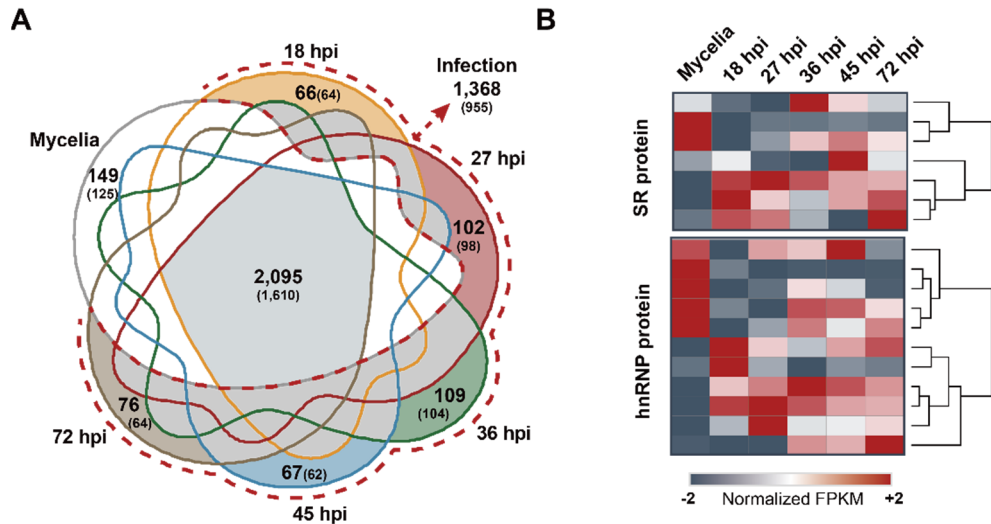 A
18 hpi
Infection
1,368
(955)
66(64)
Mycelia
27 hpi
149
(125)
102
(98)
2,095
(1,610)
109
(104)
76
(64)
72 hpi
36 hpi
67(62)
45 hpi
B
Mycelia
18 hpi
27 hpi
36 hpi
45 hpi
72 hpi
SR protein
hnRNP protein
-2 Normalized FPKM +2